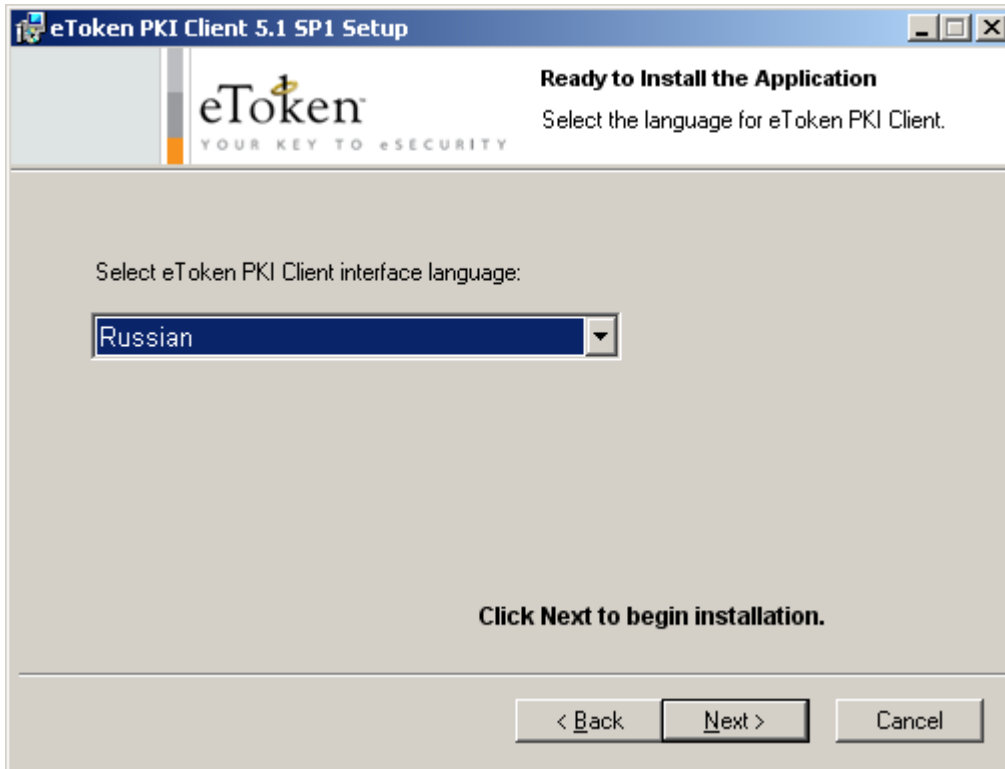 eToken PKI Client 5.1 SP1 Setup
eToken
YOUR KEY TO eSECURITY
Ready to Install the Application
Select the language for eToken PKI Client.
Select eToken PKI Client interface language:
Russian
Click Next to begin installation.
< Back
Next >
Cancel